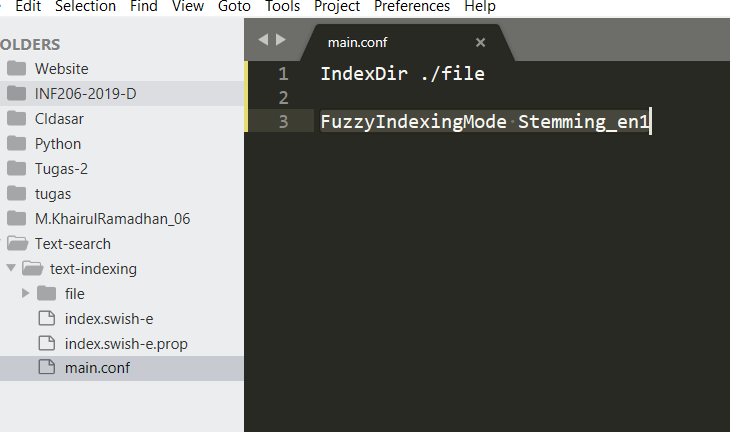 Edit Selection Find View Goto Tools Project Preferences Help
OLDERS
Website
INF206-2019-D
Cldasar
Python
Tugas-2
tugas
M.KhairulRamadhan_06
Text-search
text-indexing
file
index.swish-e
index.swish-e.prop
main.conf
main.conf ×
1 IndexDir ./file
2
3 FuzzyIndexingMode Stemming_en1